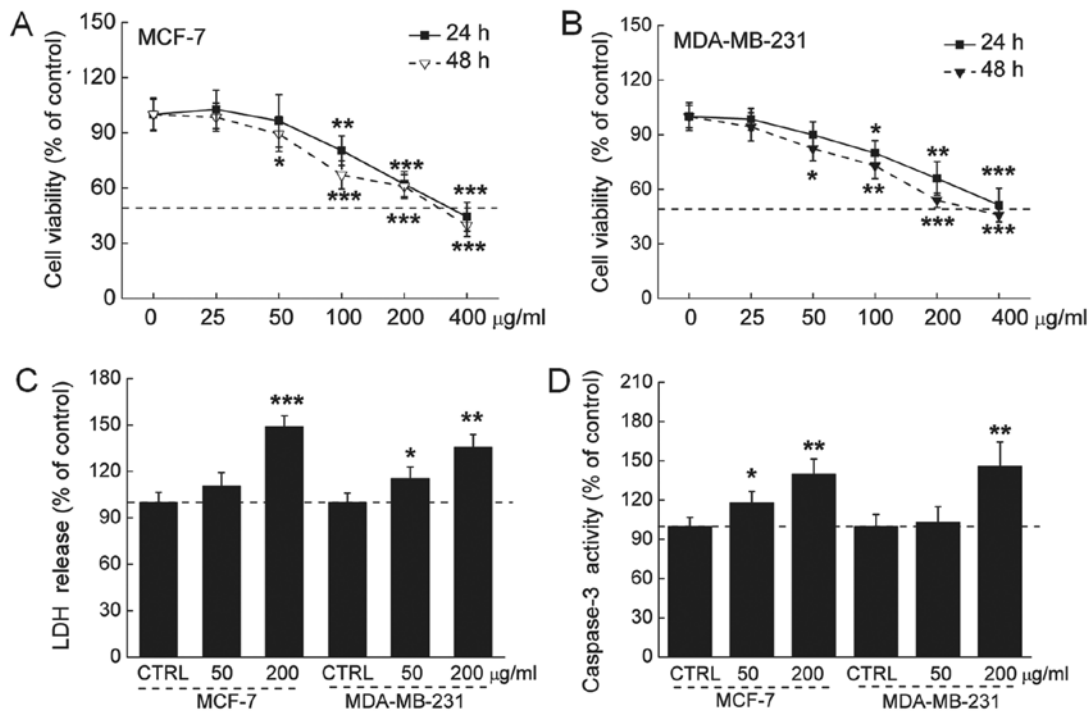 A
MCF-7
24 h
48 h
Cell viability (% of control)
150
120
90
60
30
0
**
***
***
*
***
***
***
0 25 50 100 200 400 μg/ml
B
MDA-MB-231
24 h
48 h
Cell viability (% of control)
150
120
90
60
30
0
*
**
***
*
**
***
***
0 25 50 100 200 400 μg/ml
C
LDH release (% of control)
180
150
120
90
60
30
0
***
*
**
CTRL 50 200 CTRL 50 200 μg/ml
MCF-7 MDA-MB-231
D
Caspase-3 activity (% of control)
210
180
150
120
90
60
30
0
*
**
**
CTRL 50 200 CTRL 50 200 μg/ml
MCF-7 MDA-MB-231